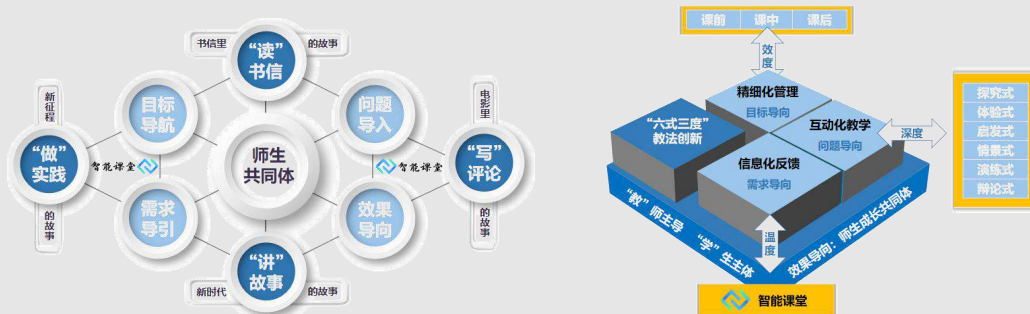 书信里
的故事
“读”
书信
新征程
的故事
“做”
实践
目标
导航
问题
导入
电影里
的故事
“写”
评论
智能课堂
师生
共同体
智能课堂
需求
导引
效果
导向
“讲”
故事
新时代
的故事
课前
课中
课后
效度
精细化管理
目标导向
“六式三度”
教法创新
互动化教学
问题导向
信息化反馈
需求导向
深度
探究式
体验式
启发式
情景式
演练式
辩论式
温度
“教”师主导 “学”生主体
效果导向：师生成长共同体
智能课堂